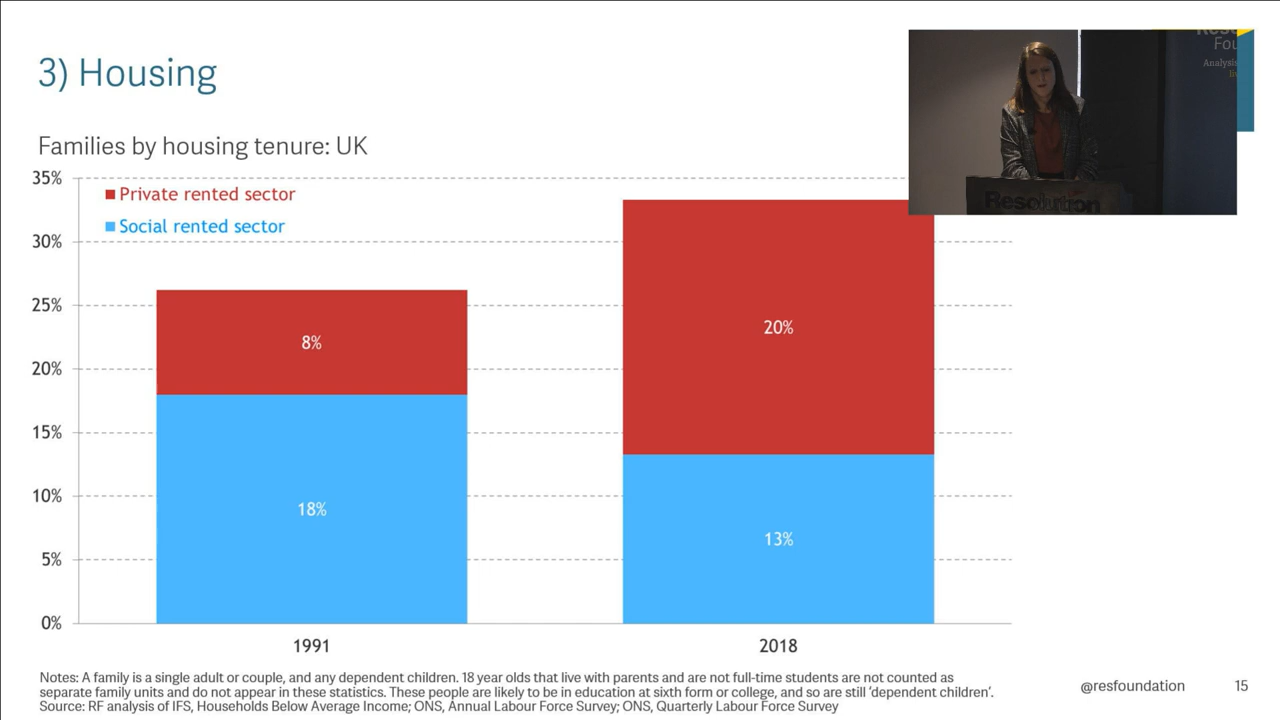 3) Housing
Families by housing tenure: UK
35%
30%
25%
20%
15%
10%
5%
0%
Private rented sector
Social rented sector
8%
18%
20%
13%
1991
2018
Notes: A family is a single adult or couple, and any dependent children. 18 year olds that live with parents and are not full-time students are not counted as
separate family units and do not appear in these statistics. These people are likely to be in education at sixth form or college, and so are still ‘dependent children’.
Source: RF analysis of IFS, Households Below Average Income; ONS, Annual Labour Force Survey; ONS, Quarterly Labour Force Survey
@resfoundation
15
Fou
Analysis
Resolution